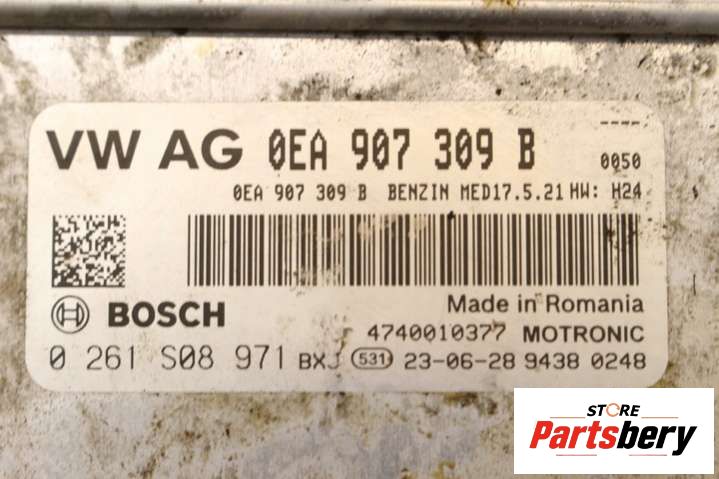 VW AG 0EA 907 309 B
----
0050
0EA 907 309 B BENZIN MED17.5.21 HW: H24
BOSCH
Made in Romania
4740010377 MOTRONIC
0 261 S08 971 BXJ 531 23-06-28 9438 0248
STORE
Partsbery